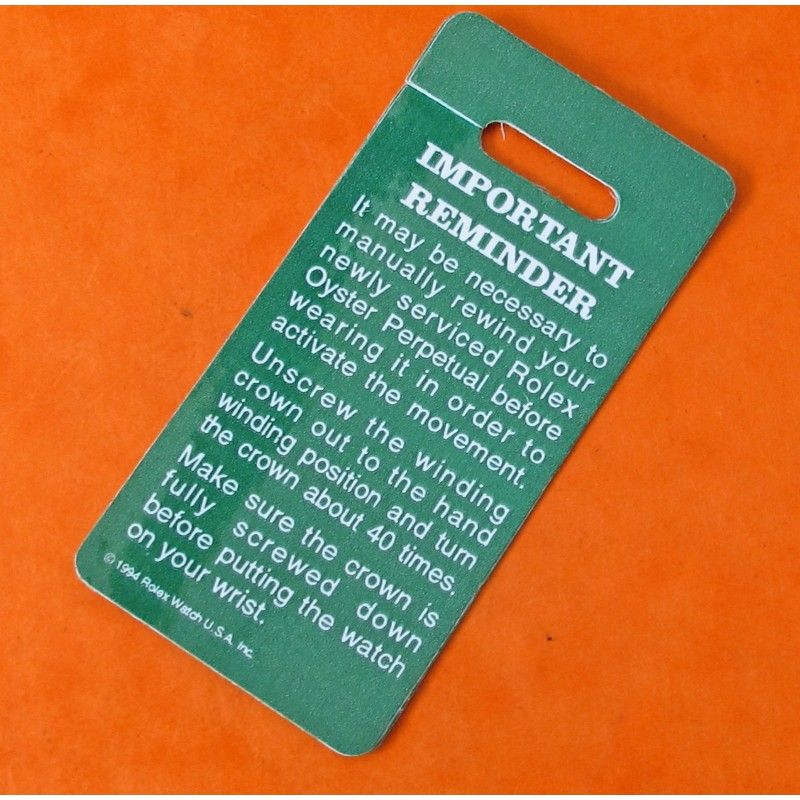 IMPORTANT
REMINDER
It may be necessary to
manually rewind your
newly serviced Rolex
Oyster Perpetual before
wearing it in order to
activate the movement.
Unscrew the winding
crown out to the hand
winding position and turn
the crown about 40 times.
Make sure the crown is
fully screwed down
before putting the watch
on your wrist.
© 1994 Rolex Watch U.S.A. Inc.